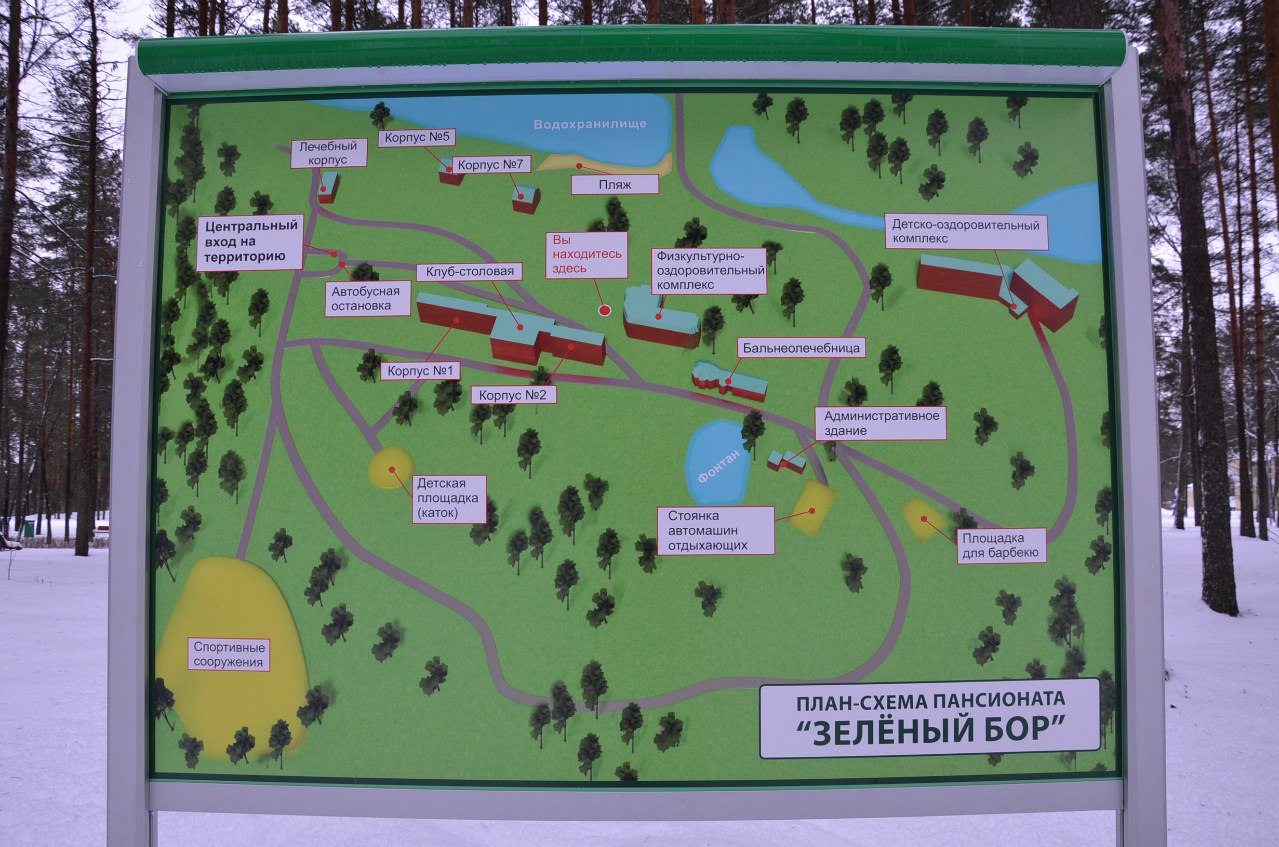 Водохранилище
Корпус №5
Лечебный
корпус
Корпус №7
Пляж
Центральный
вход на
территорию
Вы
находитесь
здесь
Детско-оздоровительный
комплекс
Физкультурно-
оздоровительный
комплекс
Клуб-столовая
Автобусная
остановка
Бальнеолечебница
Корпус №1
Корпус №2
Административное
здание
Фонтан
Детская
площадка
(каток)
Стоянка
автомашин
отдыхающих
Площадка
для барбекю
Спортивные
сооружения
ПЛАН-СХЕМА ПАНСИОНАТА
“ЗЕЛЁНЫЙ БОР”